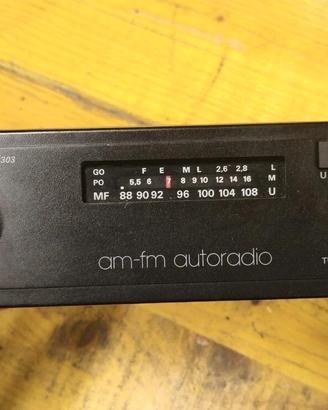 303
GO F E M L 2,6 2,8 L
PO 5,5 6 7 8 9 10 12 14 16 M
MF 88 90 92 96 100 104 108 U
U
am-fm autoradio